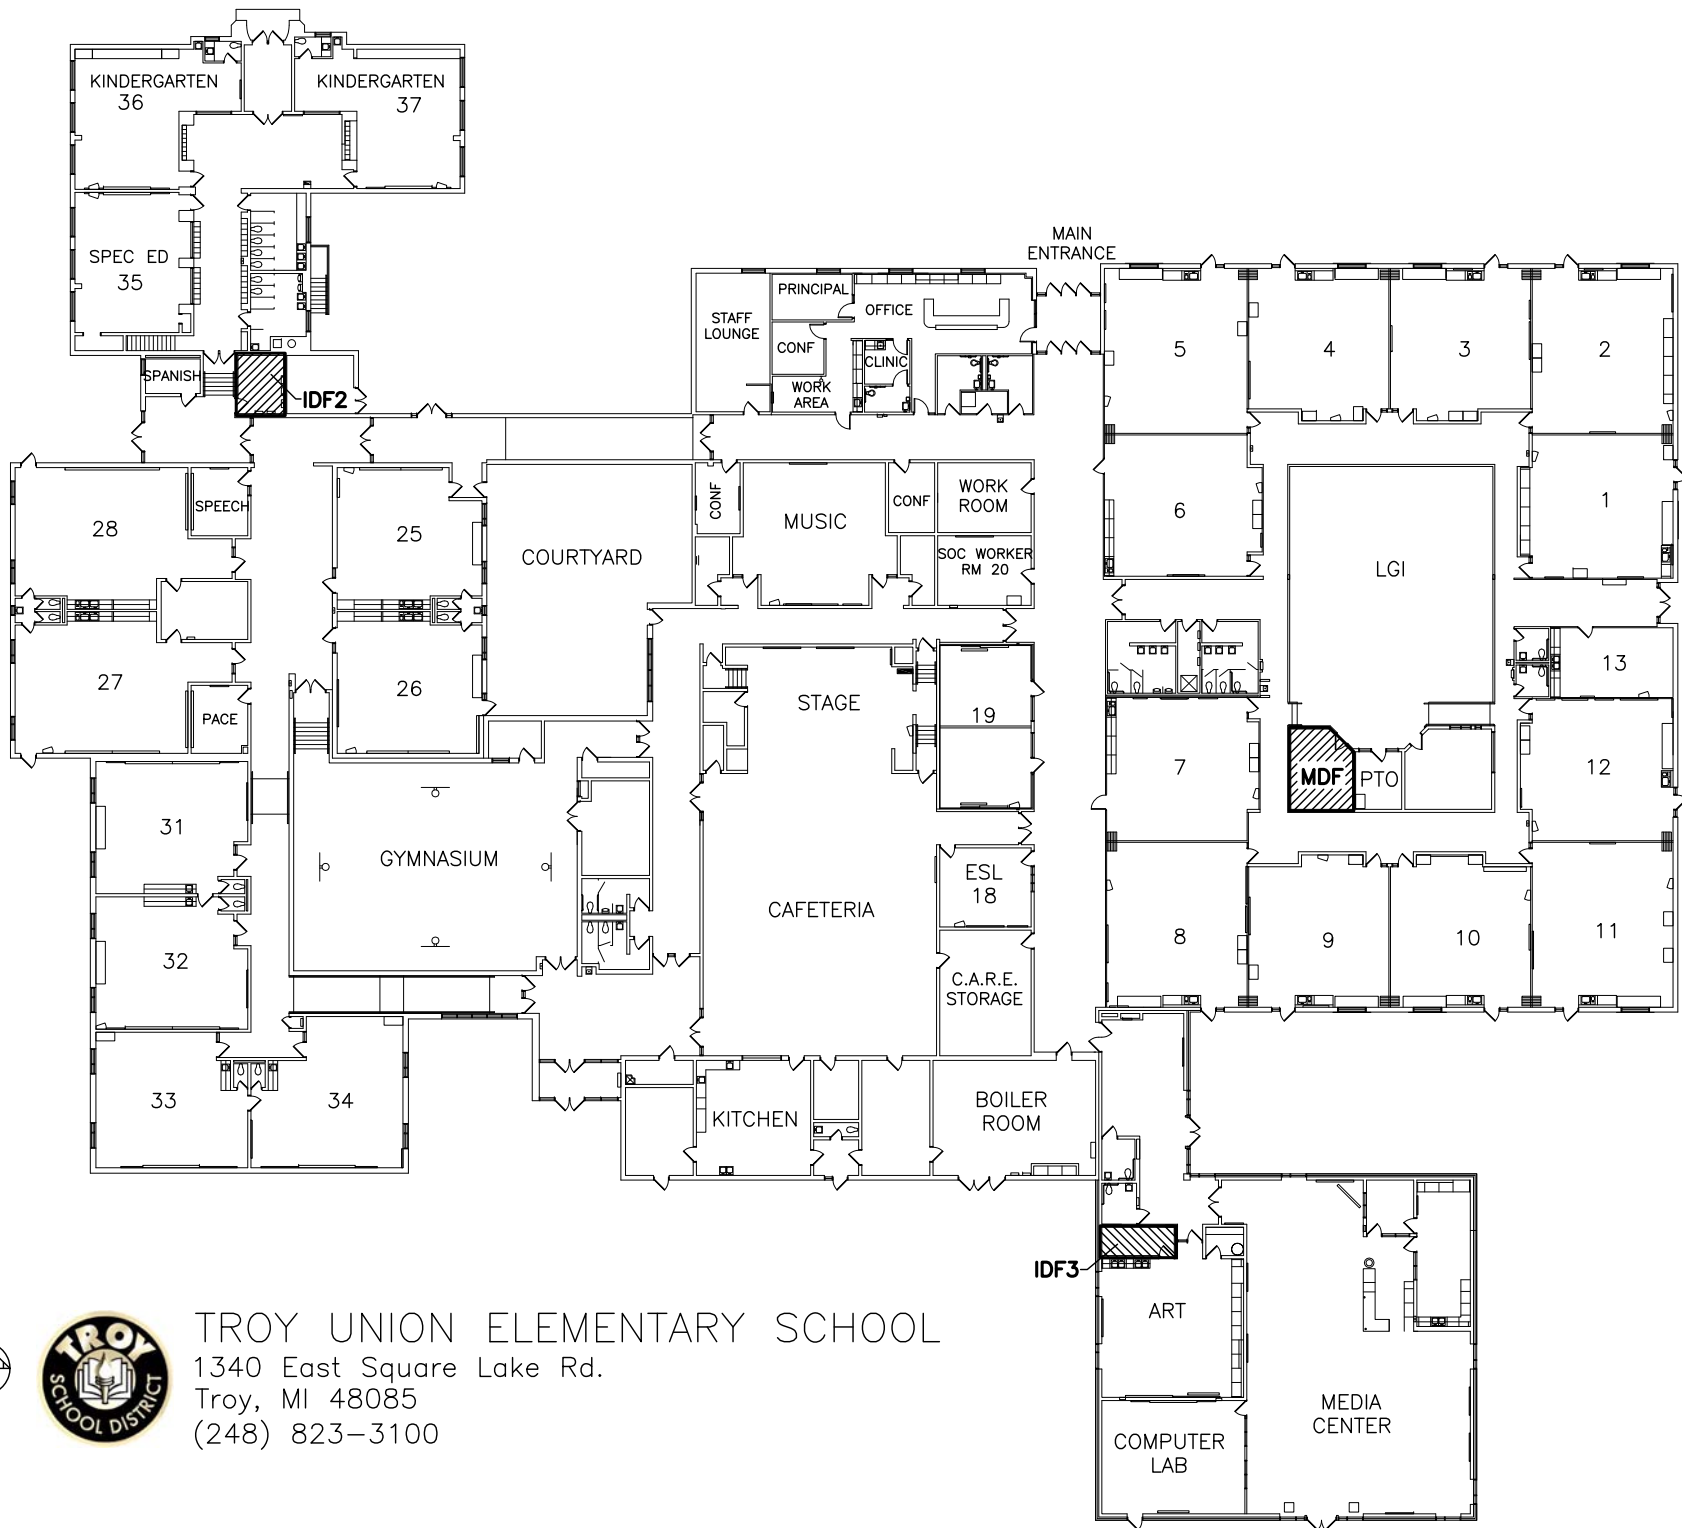 KINDERGARTEN
36
KINDERGARTEN
37
SPEC ED
35
SPANISH
IDF2
MAIN
ENTRANCE
STAFF
LOUNGE
PRINCIPAL
OFFICE
CONF
CLINIC
WORK
AREA
5
4
3
2
28
SPEECH
25
COURTYARD
CONF
MUSIC
CONF
WORK
ROOM
SOC WORKER
RM 20
6
LGI
1
27
PACE
26
STAGE
19
13
7
MDF
PTO
12
31
GYMNASIUM
CAFETERIA
ESL
18
32
C.A.R.E.
STORAGE
8
9
10
11
33
34
KITCHEN
BOILER
ROOM
IDF3
ART
MEDIA
CENTER
COMPUTER
LAB
TROY
SCHOOL DISTRICT
TROY UNION ELEMENTARY SCHOOL
1340 East Square Lake Rd.
Troy, MI 48085
(248) 823-3100